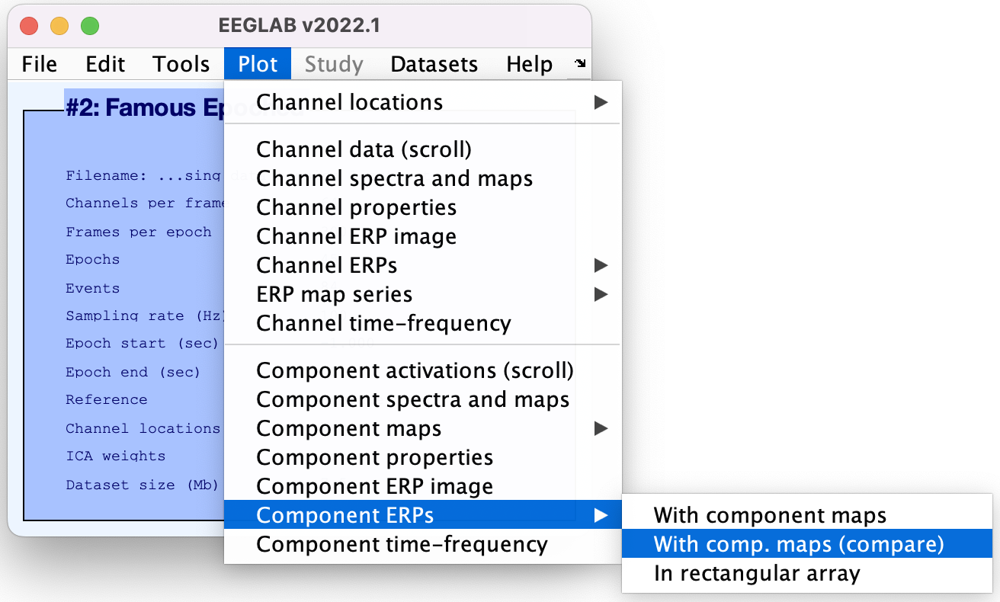 EEGLAB v2022.1
File Edit Tools Plot Study Datasets Help
#2: Famous
Filename: ...sing
Channels per frame
Frames per epoch
Epochs
Events
Sampling rate (Hz)
Epoch start (sec)
Epoch end (sec)
Reference
Channel locations
ICA weights
Dataset size (Mb)
Channel locations
Channel data (scroll)
Channel spectra and maps
Channel properties
Channel ERP image
Channel ERPs
ERP map series
Channel time-frequency
Component activations (scroll)
Component spectra and maps
Component maps
Component properties
Component ERP image
Component ERPs
Component time-frequency
With component maps
With comp. maps (compare)
In rectangular array